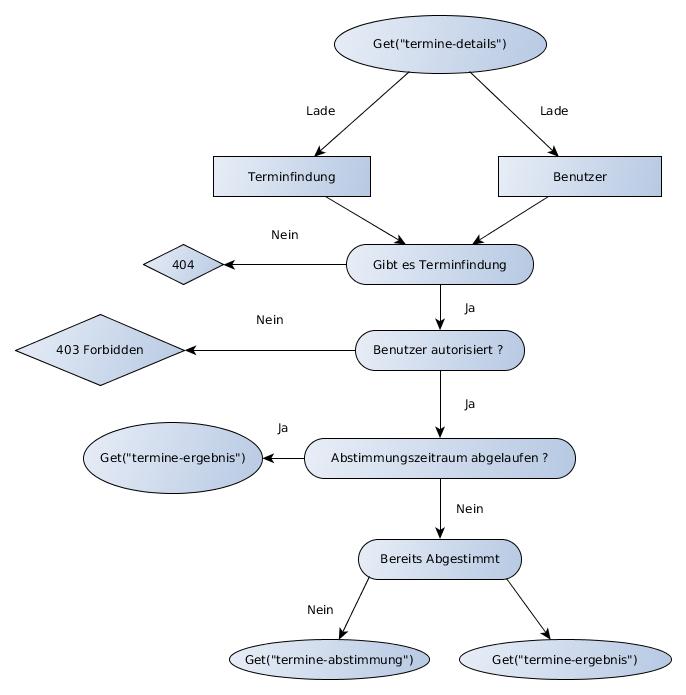 Get("termine-details")
Lade
Lade
Terminfindung
Benutzer
Nein
404
Gibt es Terminfindung
Ja
Nein
403 Forbidden
Benutzer autorisiert ?
Ja
Ja
Get("termine-ergebnis")
Abstimmungszeitraum abgelaufen ?
Nein
Bereits Abgestimmt
Nein
Get("termine-abstimmung")
Get("termine-ergebnis")